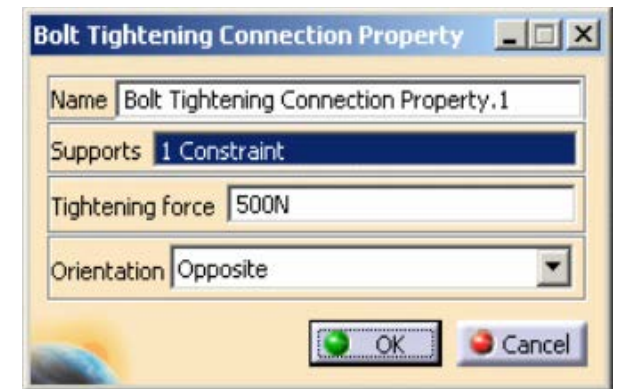 Bolt Tightening Connection Property
Name Bolt Tightening Connection Property.1
Supports 1 Constraint
Tightening force 500N
Orientation Opposite
OK Cancel